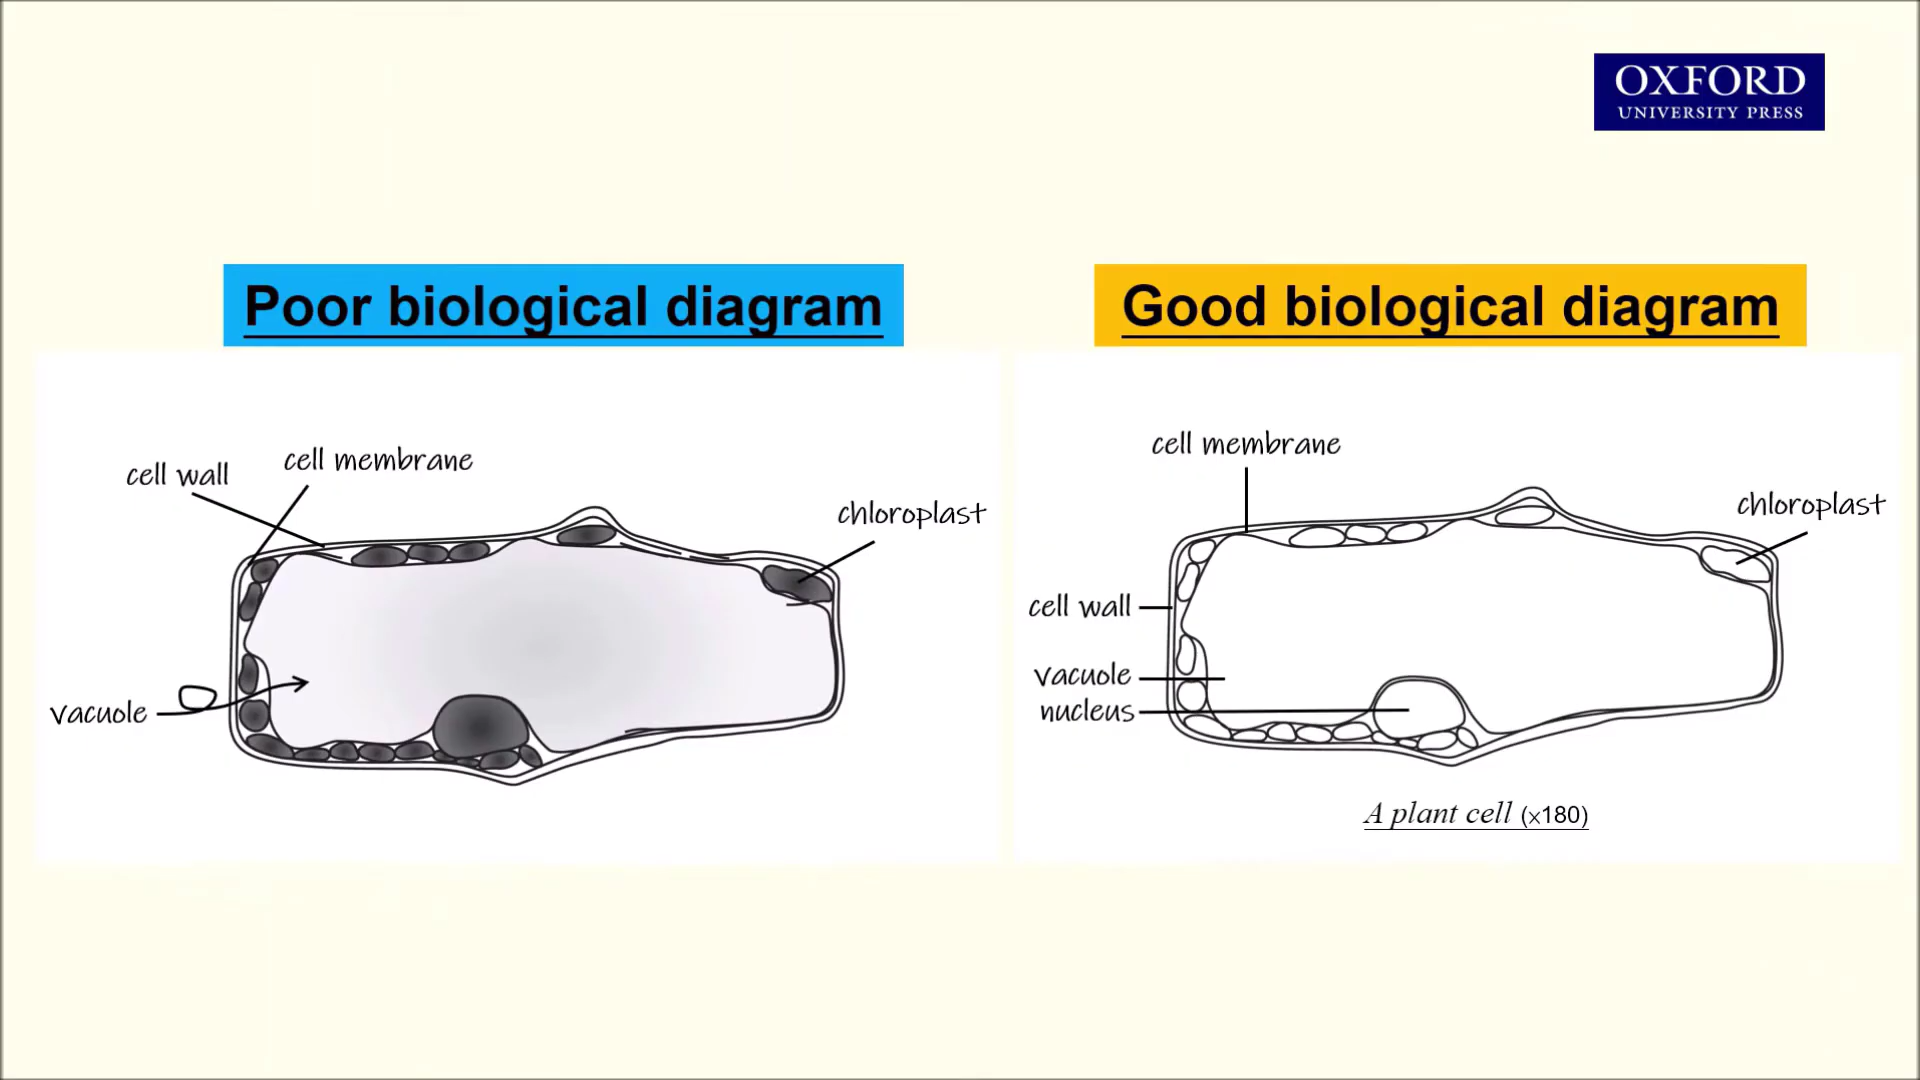 OXFORD
UNIVERSITY PRESS
Poor biological diagram
cell wall
cell membrane
chloroplast
vacuole
Good biological diagram
cell membrane
chloroplast
cell wall
vacuole
nucleus
A plant cell (×180)